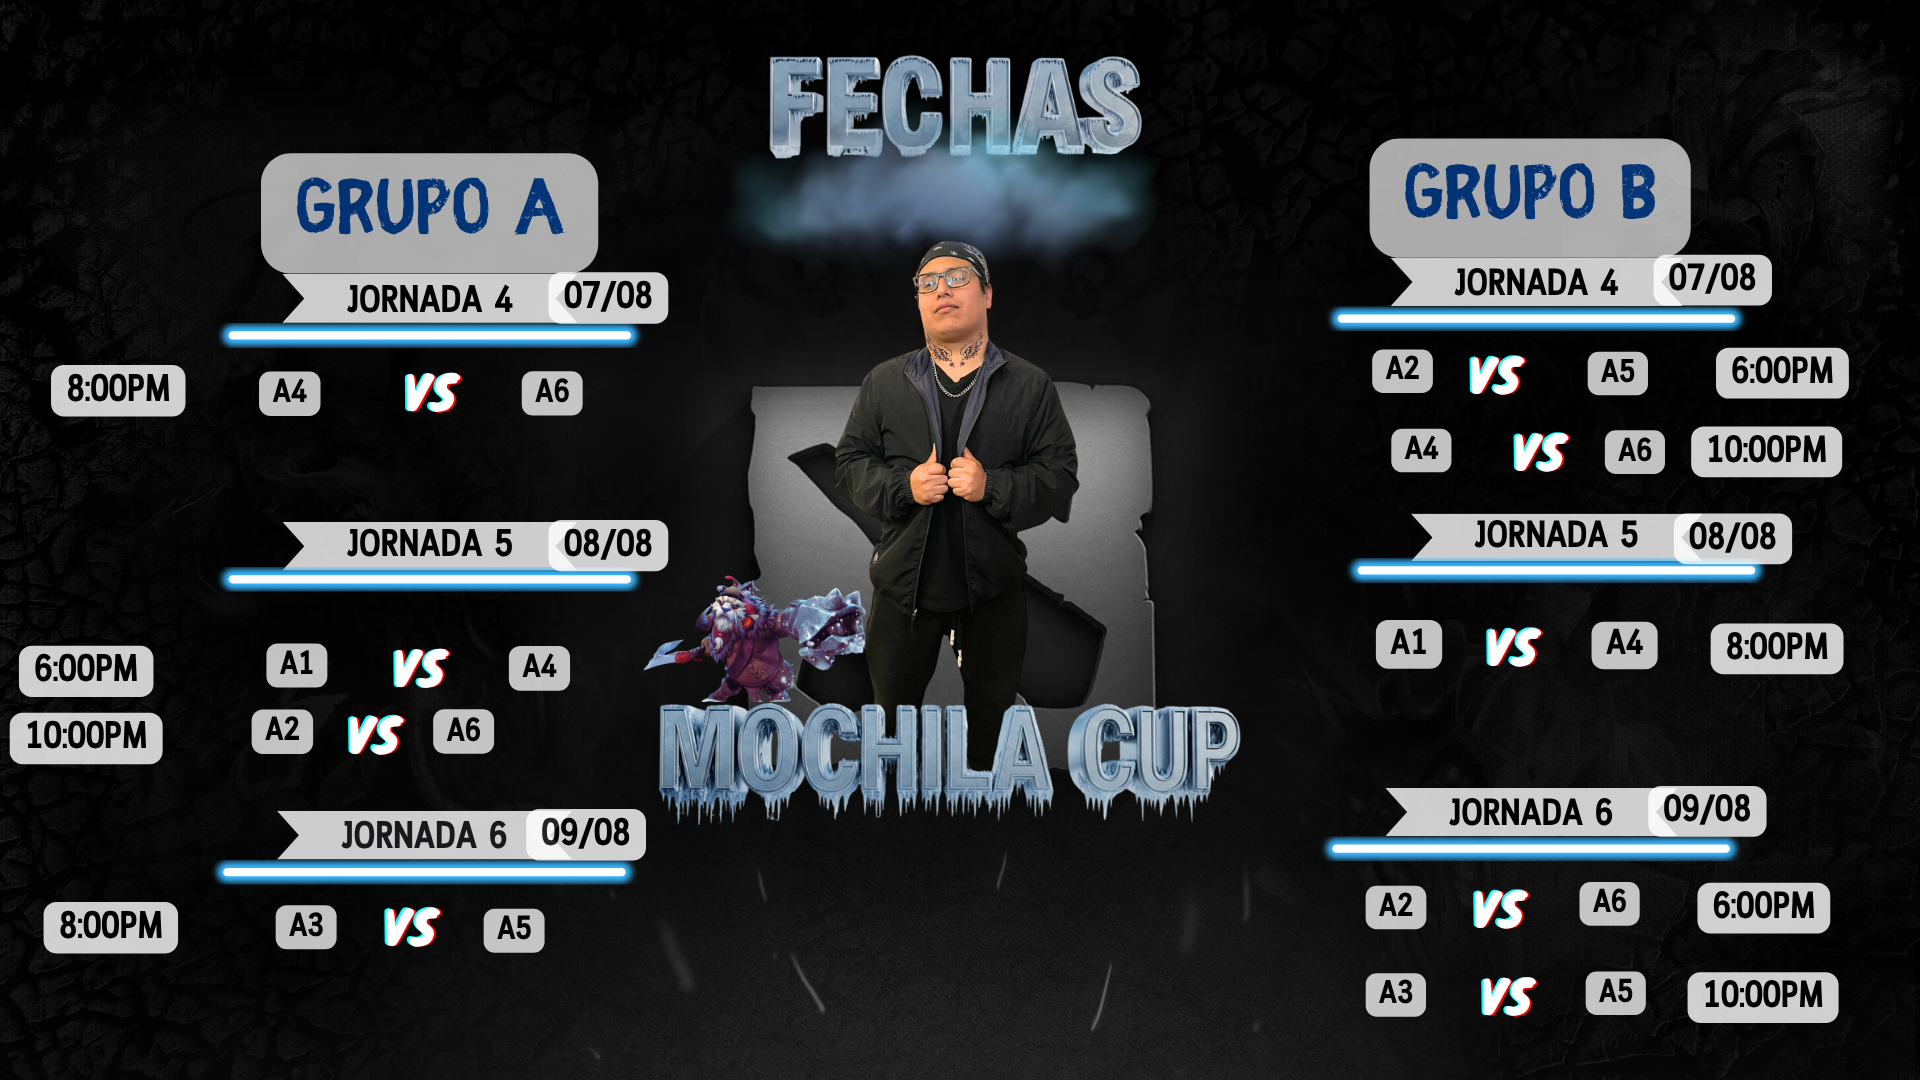 FECHAS
GRUPO A
JORNADA 4 07/08
8:00PM A4 VS A6
JORNADA 5 08/08
6:00PM A1 VS A4
10:00PM A2 VS A6
JORNADA 6 09/08
8:00PM A3 VS A5
MOCHILA CUP
GRUPO B
JORNADA 4 07/08
A2 VS A5 6:00PM
A4 VS A6 10:00PM
JORNADA 5 08/08
A1 VS A4 8:00PM
JORNADA 6 09/08
A2 VS A6 6:00PM
A3 VS A5 10:00PM